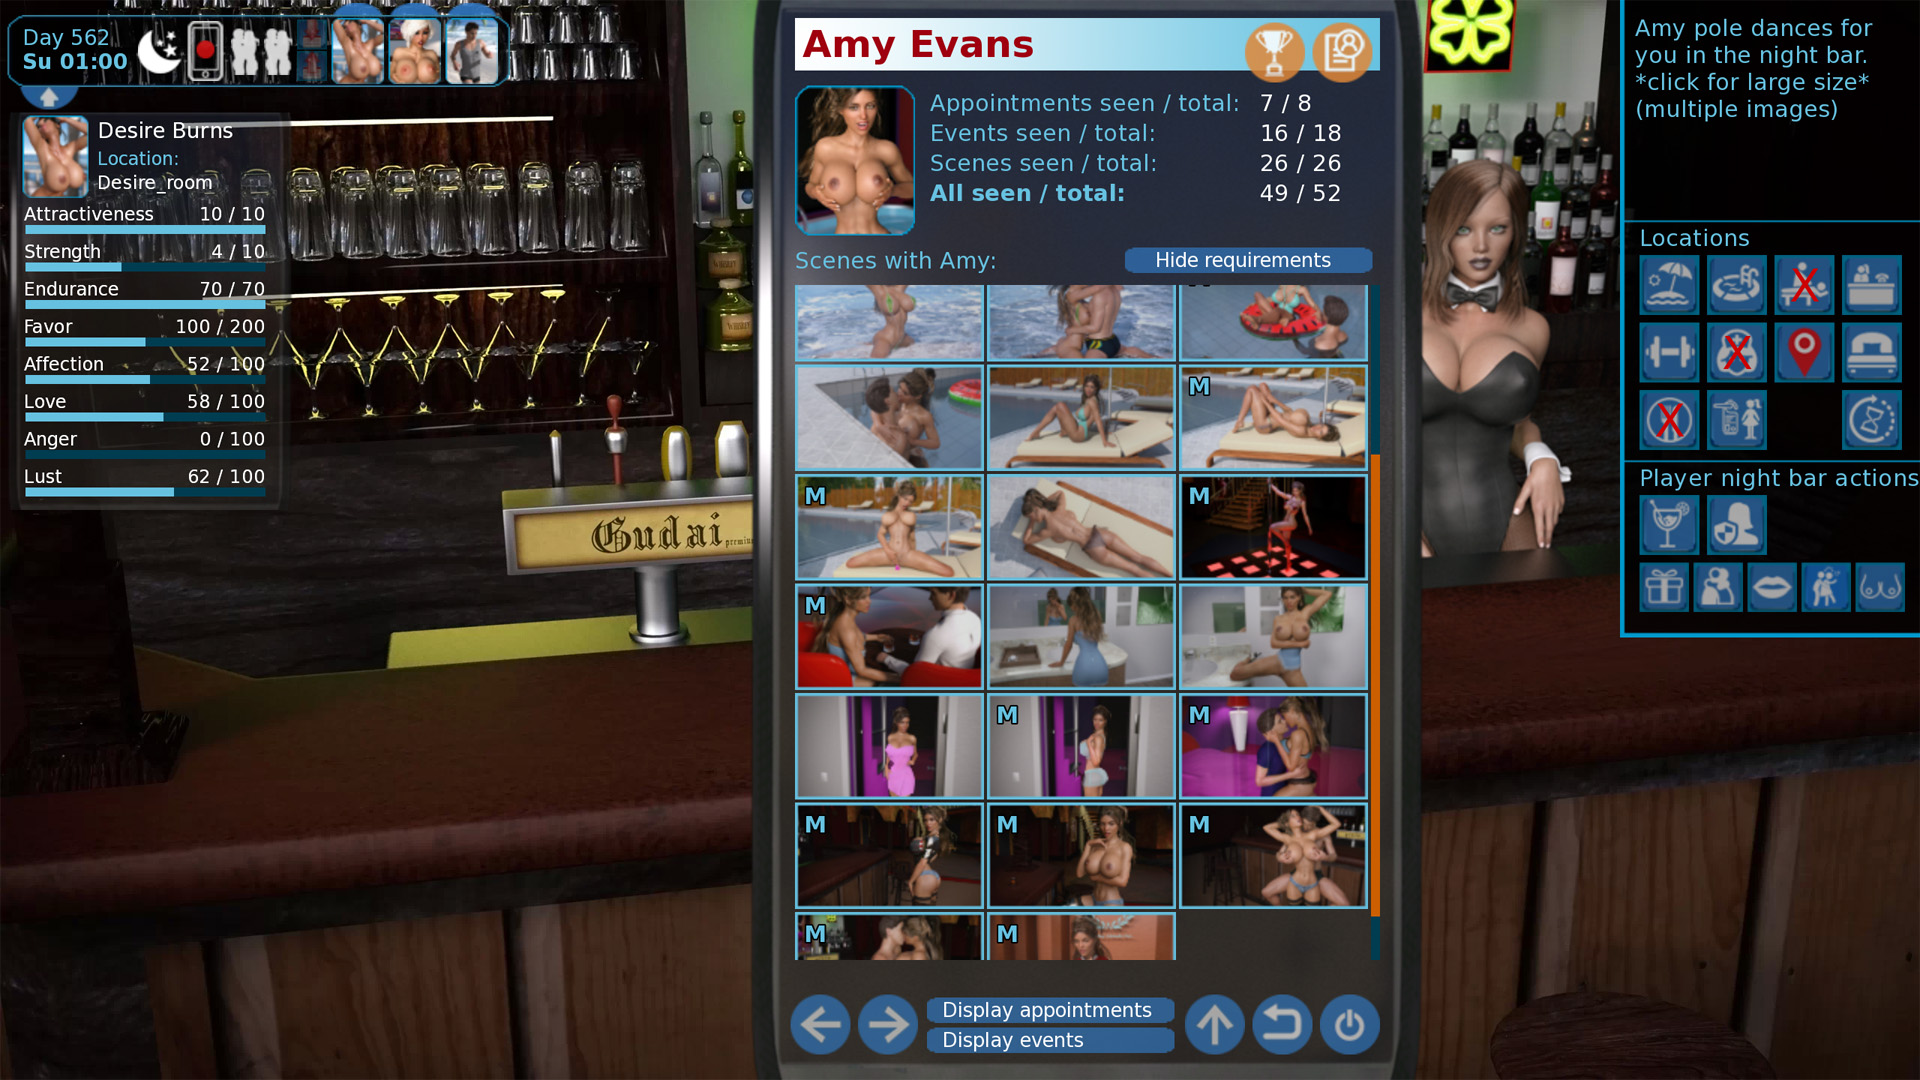 Day 562
Su 01:00
Desire Burns
Location:
Desire_room
Attractiveness 10 / 10
Strength 4 / 10
Endurance 70 / 70
Favor 100 / 200
Affection 52 / 100
Love 58 / 100
Anger 0 / 100
Lust 62 / 100
Gudai
premium
WHISKY
WHISKY
Amy Evans
Appointments seen / total: 7 / 8
Events seen / total: 16 / 18
Scenes seen / total: 26 / 26
All seen / total: 49 / 52
Scenes with Amy:
Hide requirements
M
M
M
M
M
M
M
M
M
M
M
Display appointments
Display events
Amy pole dances for
you in the night bar.
*click for large size*
(multiple images)
Locations
Player night bar actions